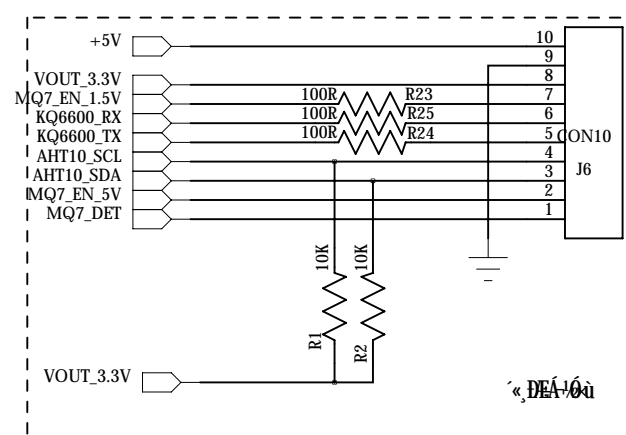 +5V
10
9
VOUT_3.3V
8
MQ7_EN_1.5V
100R
R23
7
KQ6600_RX
100R
R25
6
KQ6600_TX
100R
R24
5
CON10
AHT10_SCL
4
J6
AHT10_SDA
3
MQ7_EN_5V
2
MQ7_DET
1
10K
10K
R1
R2
VOUT_3.3V